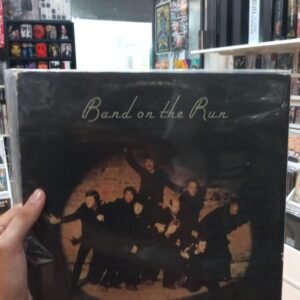 Band on the Run